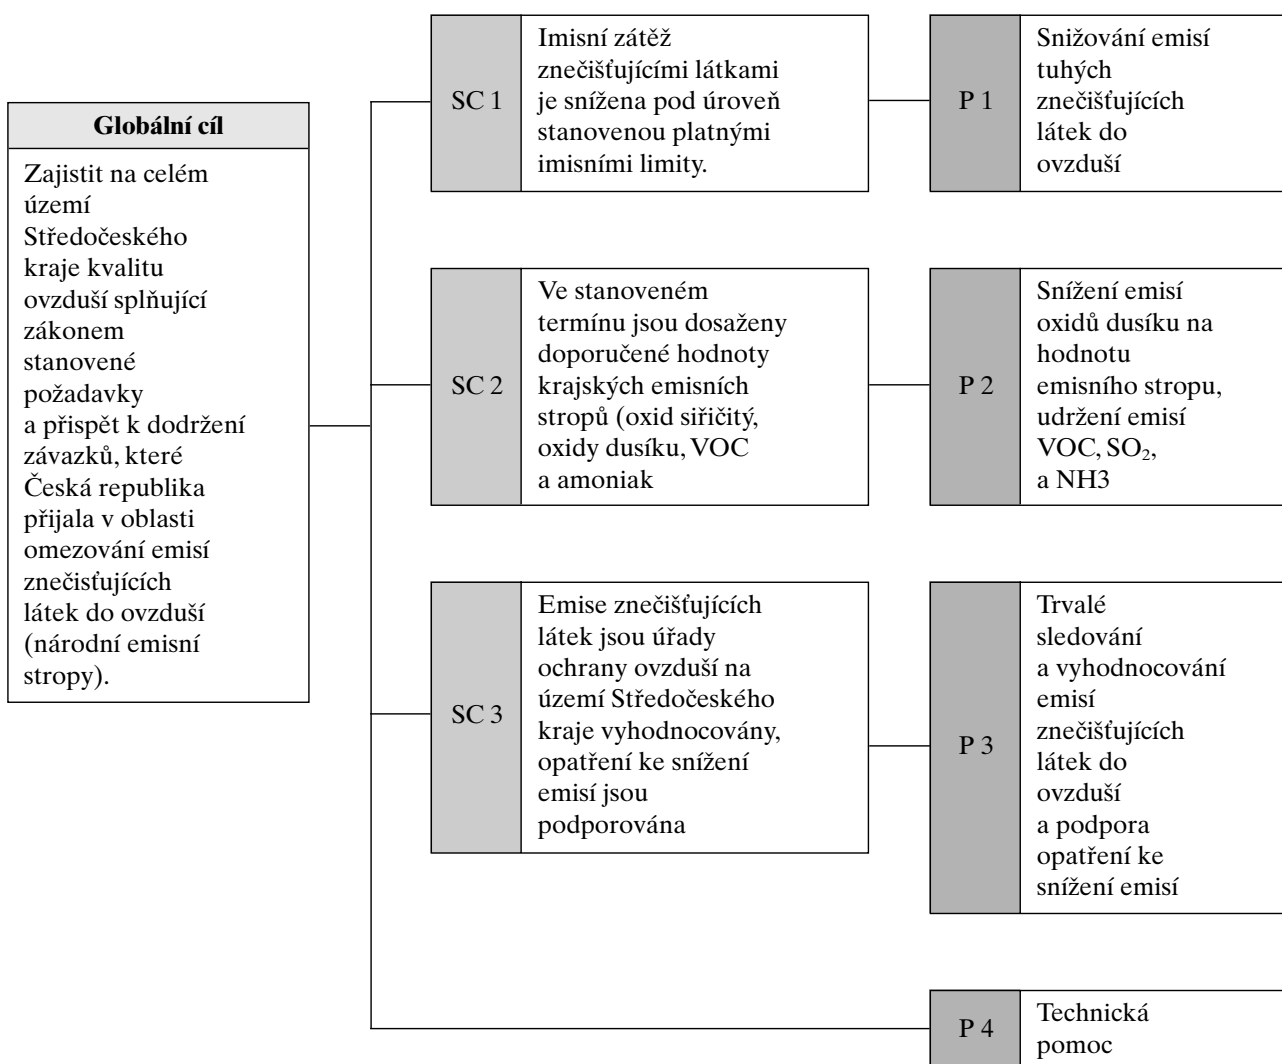 Globální cíl
Zajistit na celém
území
Středočeského
kraje kvalitu
ovzduší splňující
zákonem
stanovené
požadavky
a přispět k dodržení
závazků, které
Česká republika
přijala v oblasti
omezování emisí
znečisťujících
látek do ovzduší
(národní emisní
stropy).
SC 1
Imisní zátěž
znečišťujícími látkami
je snížena pod úroveň
stanovenou platnými
imisními limity.
P 1
Snižování emisí
tuhých
znečišťujících
látek do
ovzduší
SC 2
Ve stanoveném
termínu jsou dosaženy
doporučené hodnoty
krajských emisních
stropů (oxid siřičitý,
oxidy dusíku, VOC
a amoniak
P 2
Snížení emisí
oxidů dusíku na
hodnotu
emisního stropu,
udržení emisí
VOC, SO₂,
a NH3
SC 3
Emise znečišťujících
látek jsou úřady
ochrany ovzduší na
území Středočeského
kraje vyhodnocovány,
opatření ke snížení
emisí jsou
podporována
P 3
Trvalé
sledování
a vyhodnocování
emisí
znečišťujících
látek do
ovzduší
a podpora
opatření ke
snížení emisí
P 4
Technická
pomoc